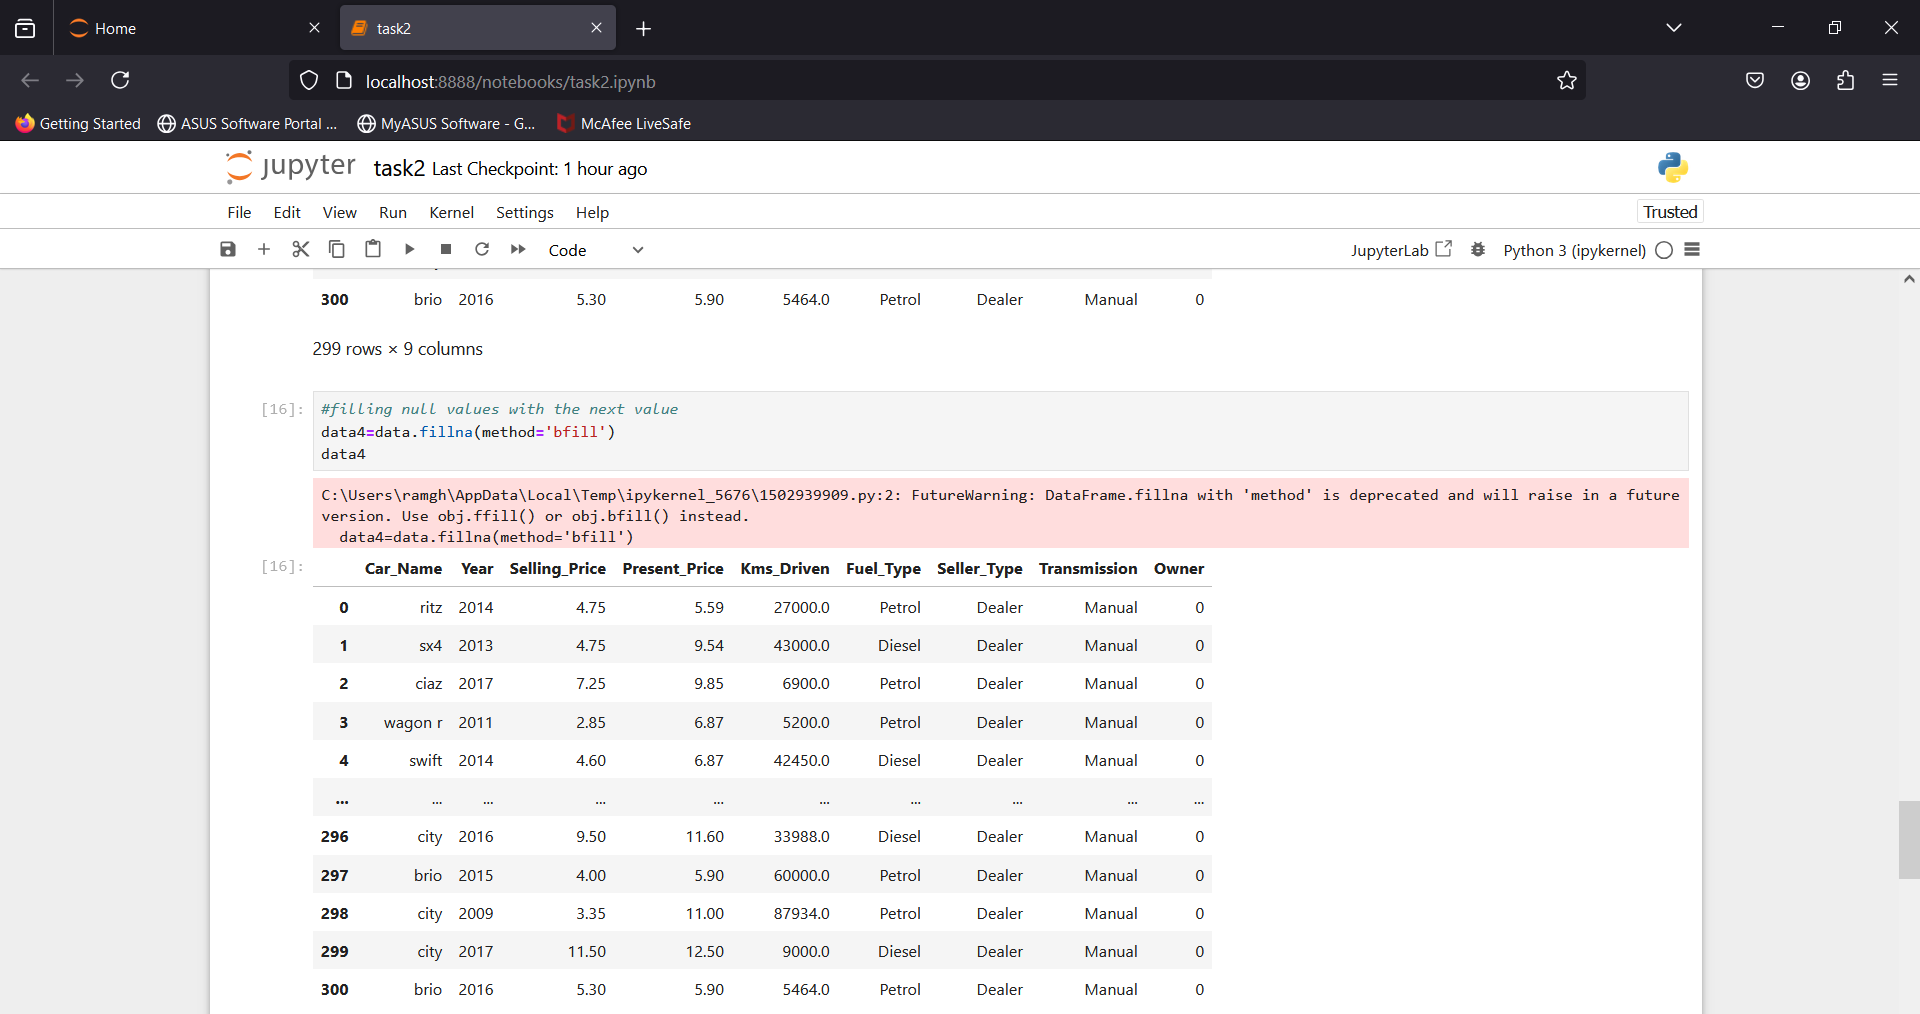 Home
task2
localhost:8888/notebooks/task2.ipynb
Getting Started
ASUS Software Portal ...
MyASUS Software - G...
McAfee LiveSafe
jupyter task2 Last Checkpoint: 1 hour ago
File Edit View Run Kernel Settings Help
Trusted
Code
JupyterLab
Python 3 (ipykernel)
300 brio 2016 5.30 5.90 5464.0 Petrol Dealer Manual 0
299 rows × 9 columns
[16]:
#filling null values with the next value
data4=data.fillna(method='bfill')
data4
C:\Users\ramgh\AppData\Local\Temp\ipykernel_5676\1502939909.py:2: FutureWarning: DataFrame.fillna with 'method' is deprecated and will raise in a future
version. Use obj.ffill() or obj.bfill() instead.
data4=data.fillna(method='bfill')
[16]:
Car_Name Year Selling_Price Present_Price Kms_Driven Fuel_Type Seller_Type Transmission Owner
0 ritz 2014 4.75 5.59 27000.0 Petrol Dealer Manual 0
1 sx4 2013 4.75 9.54 43000.0 Diesel Dealer Manual 0
2 ciaz 2017 7.25 9.85 6900.0 Petrol Dealer Manual 0
3 wagon r 2011 2.85 6.87 5200.0 Petrol Dealer Manual 0
4 swift 2014 4.60 6.87 42450.0 Diesel Dealer Manual 0
... ... ... ... ... ... ... ... ... ...
296 city 2016 9.50 11.60 33988.0 Diesel Dealer Manual 0
297 brio 2015 4.00 5.90 60000.0 Petrol Dealer Manual 0
298 city 2009 3.35 11.00 87934.0 Petrol Dealer Manual 0
299 city 2017 11.50 12.50 9000.0 Diesel Dealer Manual 0
300 brio 2016 5.30 5.90 5464.0 Petrol Dealer Manual 0